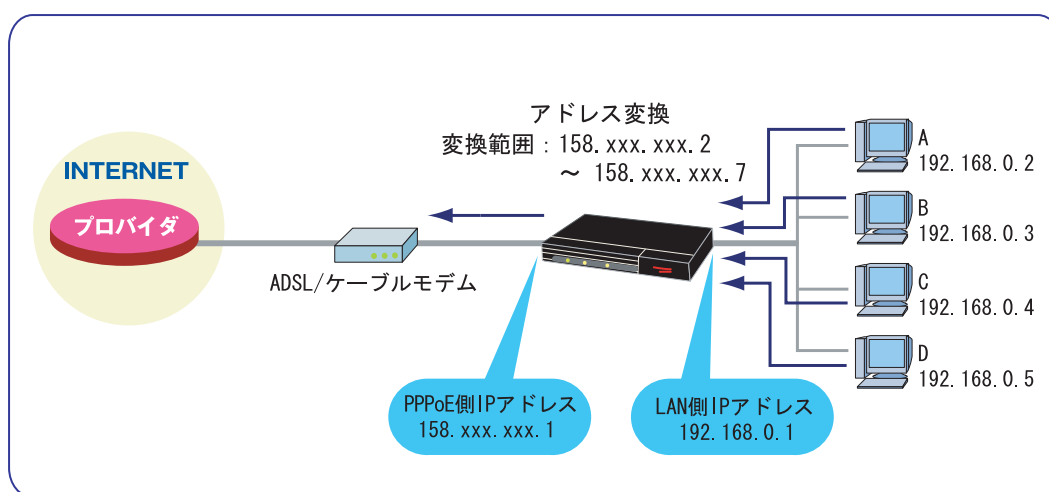 アドレス変換
変換範囲：158.xxx.xxx.2
～ 158.xxx.xxx.7
INTERNET
プロバイダ
ADSL/ケーブルモデム
A
192.168.0.2
B
192.168.0.3
C
192.168.0.4
D
192.168.0.5
PPPoE側IPアドレス
158.xxx.xxx.1
LAN側IPアドレス
192.168.0.1